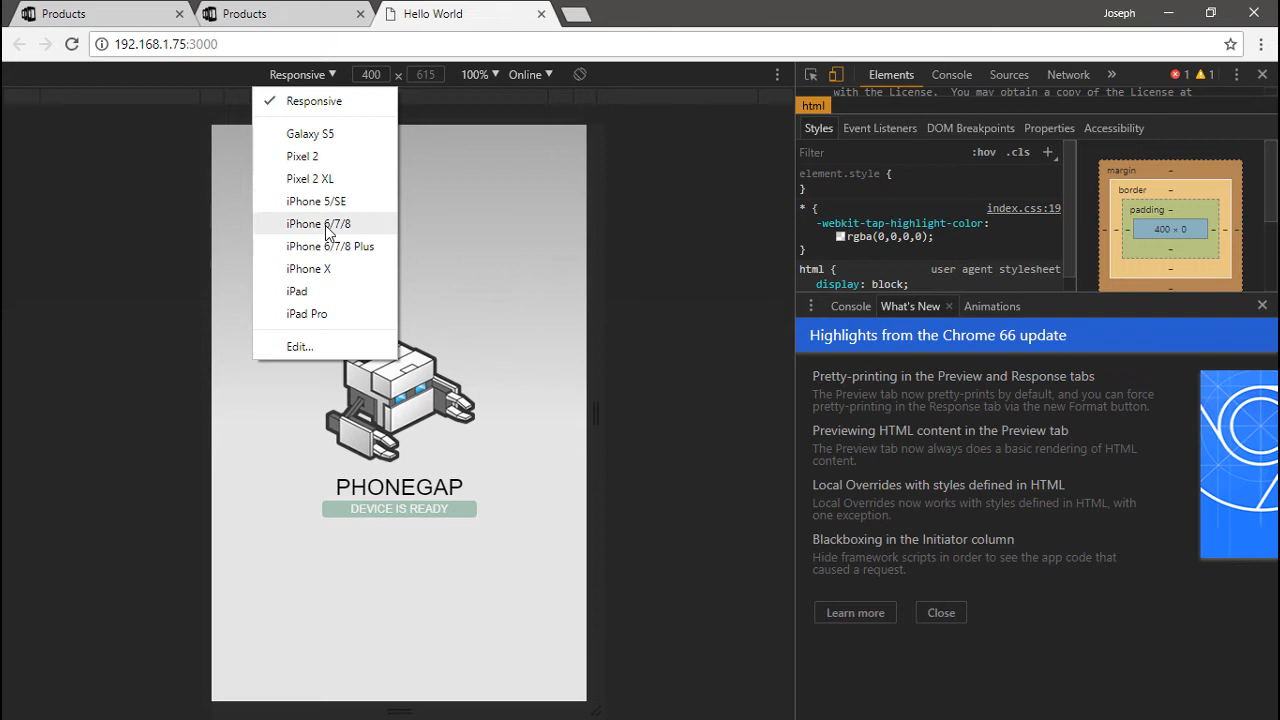 Products
Products
Hello World
Joseph
192.168.1.75:3000
Responsive 400 × 615 100% Online
Responsive
Galaxy S5
Pixel 2
Pixel 2 XL
iPhone 5/SE
iPhone 6/7/8
iPhone 6/7/8 Plus
iPhone X
iPad
iPad Pro
Edit...
PHONEGAP
DEVICE IS READY
Elements Console Sources Network » 1 1
with the License. You may obtain a copy of the License at
html
Styles Event Listeners DOM Breakpoints Properties Accessibility
Filter :hov .cls +
element.style {
}
* { index.css:19
-webkit-tap-highlight-color:
rgba(0,0,0,0);
}
html { user agent stylesheet
display: block;
margin –
border –
padding –
– – – 400 × 0 – – –
–
–
Console What's New × Animations
Highlights from the Chrome 66 update
Pretty-printing in the Preview and Response tabs
The Preview tab now pretty-prints by default, and you can force
pretty-printing in the Response tab via the new Format button.
Previewing HTML content in the Preview tab
The Preview tab now always does a basic rendering of HTML
content.
Local Overrides with styles defined in HTML
Local Overrides now works with styles defined in HTML, with
one exception.
Blackboxing in the Initiator column
Hide framework scripts in order to see the app code that
caused a request.
Learn more Close